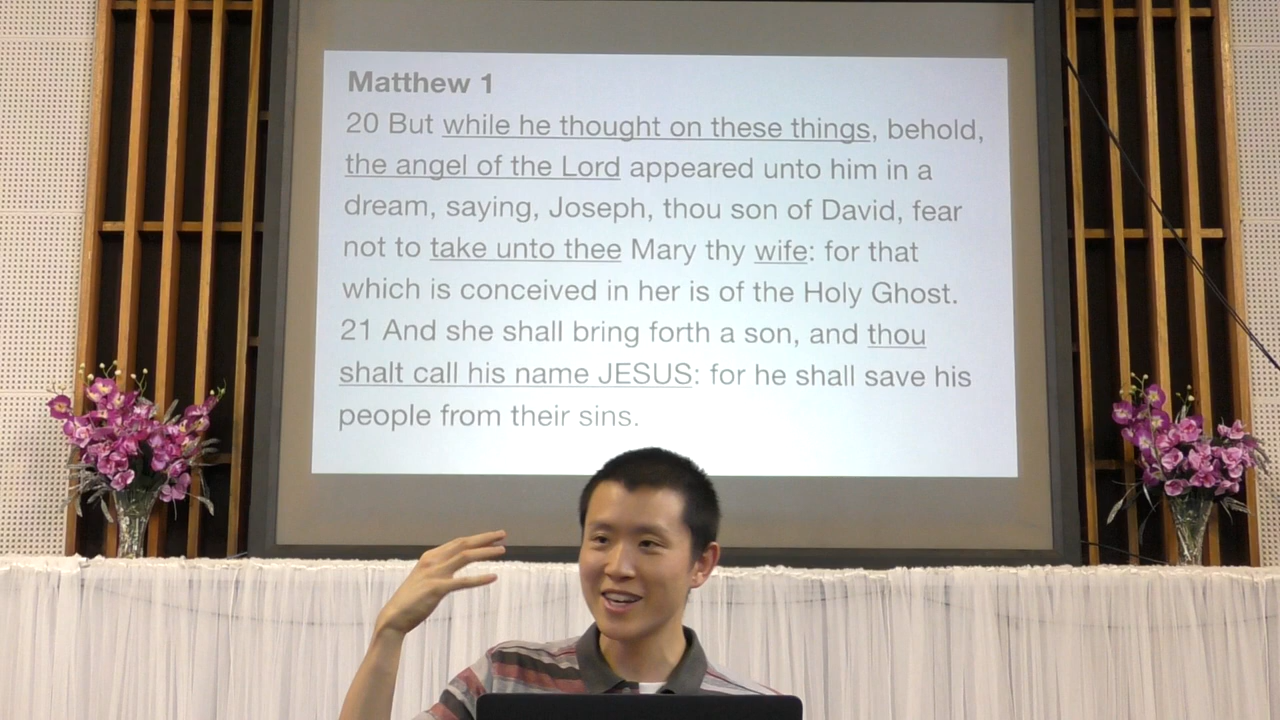 Matthew 1
20 But while he thought on these things, behold,
the angel of the Lord appeared unto him in a
dream, saying, Joseph, thou son of David, fear
not to take unto thee Mary thy wife: for that
which is conceived in her is of the Holy Ghost.
21 And she shall bring forth a son, and thou
shalt call his name JESUS: for he shall save his
people from their sins.